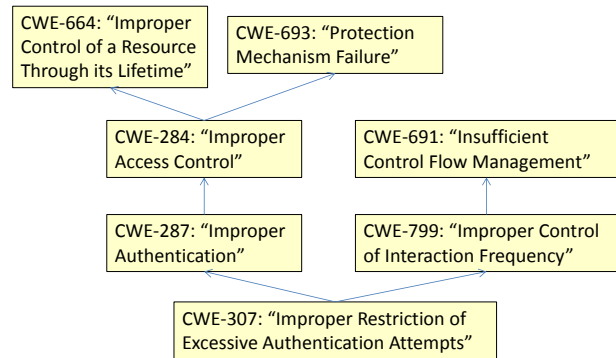 CWE-664: “Improper
Control of a Resource
Through its Lifetime”
CWE-693: “Protection
Mechanism Failure”
CWE-284: “Improper
Access Control”
CWE-691: “Insufficient
Control Flow Management”
CWE-287: “Improper
Authentication”
CWE-799: “Improper Control
of Interaction Frequency”
CWE-307: “Improper Restriction of
Excessive Authentication Attempts”